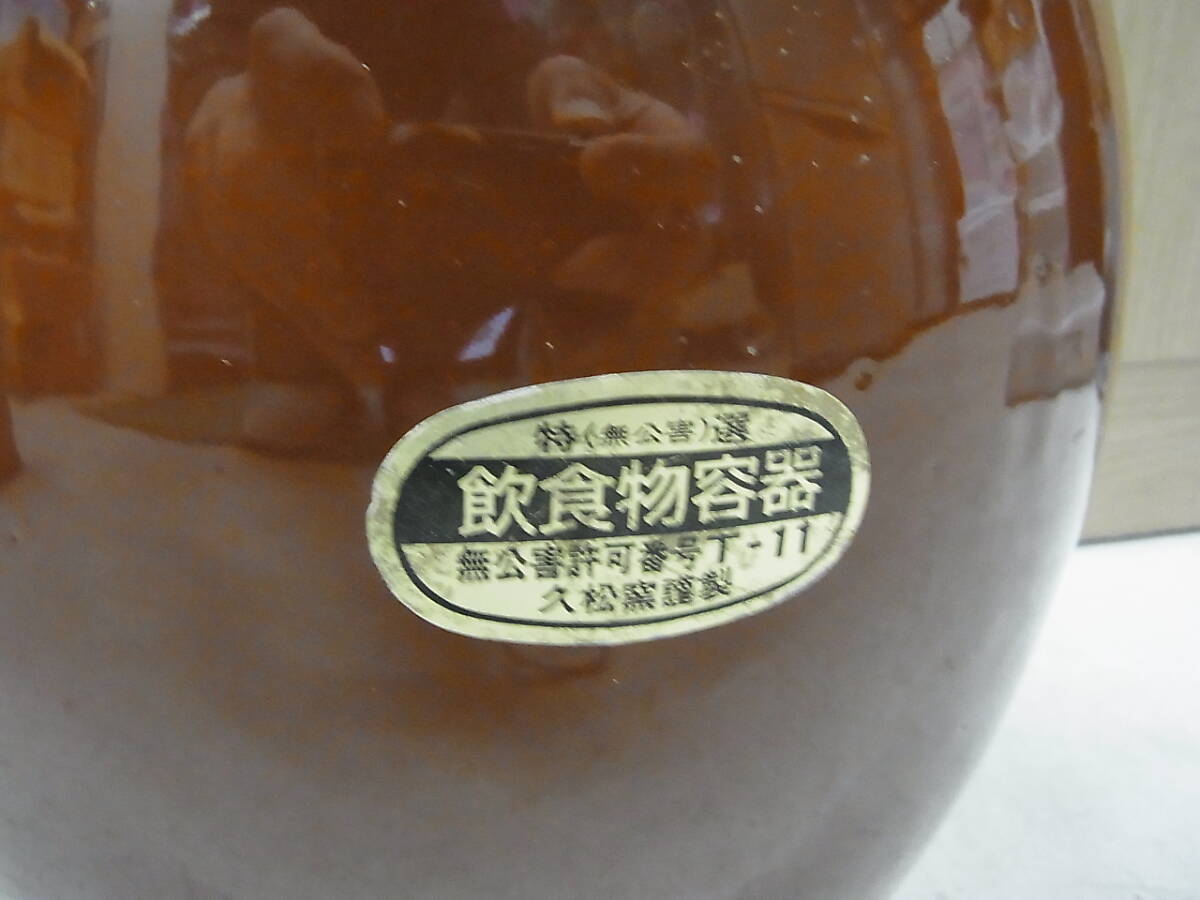 特(無公害)選
飲食物容器
無公害許可番号T-11
久松窯謹製